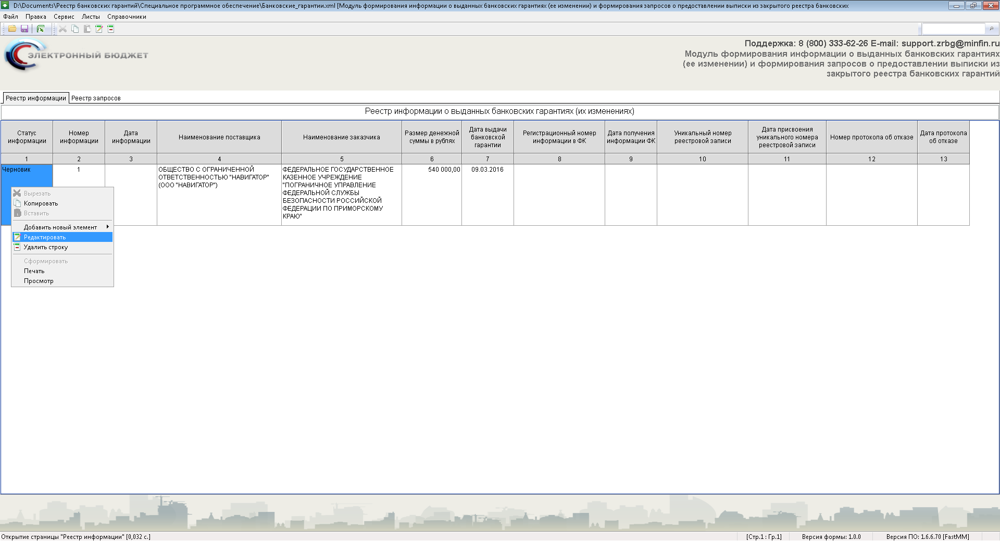 D:\Documents\Реестр банковских гарантий\Специальное программное обеспечение\Банковские_гарантии.xml [Модуль формирования информации о выданных банковских гарантиях (ее изменении) и формирования запросов о предоставлении выписки из закрытого реестра банковских
Файл Правка Сервис Листы Справочники
ЭЛЕКТРОННЫЙ БЮДЖЕТ
Поддержка: 8 (800) 333-62-26 E-mail: support.zrbg@minfin.ru
Модуль формирования информации о выданных банковских гарантиях
(ее изменении) и формирования запросов о предоставлении выписки из
закрытого реестра банковских гарантий
Реестр информации Реестр запросов
Реестр информации о выданных банковских гарантиях (их изменениях)
Статус
информации
Номер
информации
Дата
информации
Наименование поставщика
Наименование заказчика
Размер денежной
суммы в рублях
Дата выдачи
банковской
гарантии
Регистрационный номер
информации в ФК
Дата получения
информации ФК
Уникальный номер
реестровой записи
Дата присвоения
уникального номера
реестровой записи
Номер протокола об отказе
Дата протокола
об отказе
1 2 3 4 5 6 7 8 9 10 11 12 13
Черновик
1
ОБЩЕСТВО С ОГРАНИЧЕННОЙ
ОТВЕТСТВЕННОСТЬЮ "НАВИГАТОР"
(ООО "НАВИГАТОР")
ФЕДЕРАЛЬНОЕ ГОСУДАРСТВЕННОЕ
КАЗЕННОЕ УЧРЕЖДЕНИЕ
"ПОГРАНИЧНОЕ УПРАВЛЕНИЕ
ФЕДЕРАЛЬНОЙ СЛУЖБЫ
БЕЗОПАСНОСТИ РОССИЙСКОЙ
ФЕДЕРАЦИИ ПО ПРИМОРСКОМУ
КРАЮ"
540 000,00
09.03.2016
Вырезать
Копировать
Вставить
Добавить новый элемент
Редактировать
Удалить строку
Сформировать
Печать
Просмотр
Открытие страницы "Реестр информации" [0,032 с.]
[Стр.1 : Гр.1]
Версия формы: 1.0.0
Версия ПО: 1.6.6.70 [FastMM]